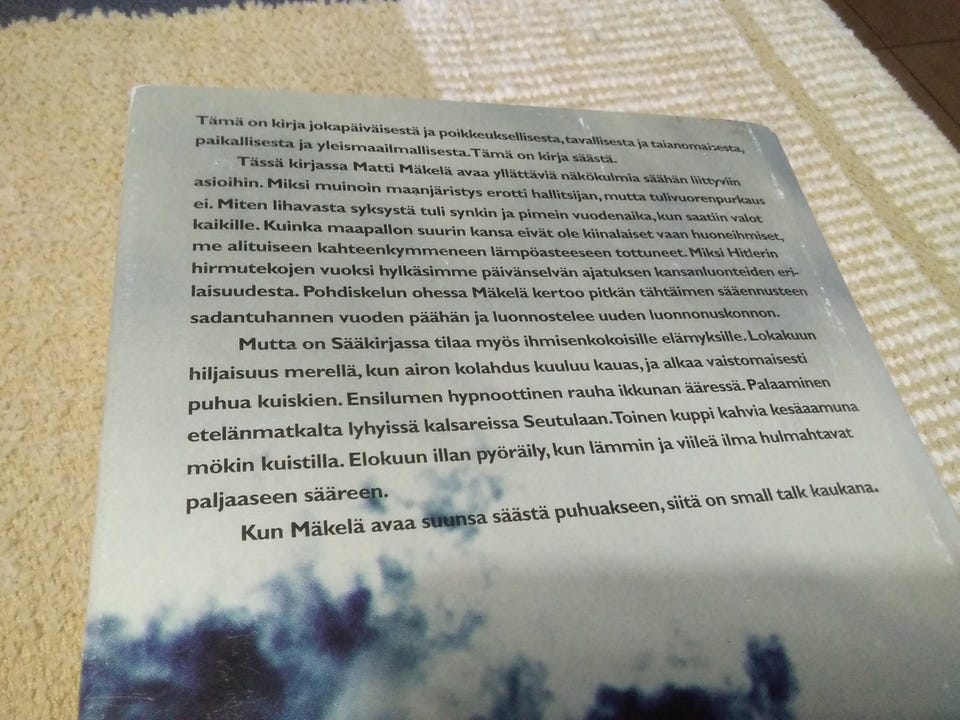 Tämä on kirja jokapäiväisestä ja poikkeuksellisesta, tavallisesta ja taianomaisesta,
paikallisesta ja yleismaailmallisesta. Tämä on kirja säästä.
Tässä kirjassa Matti Mäkelä avaa yllättäviä näkökulmia säähän liittyviin
asioihin. Miksi muinoin maanjäristys erotti hallitsijan, mutta tulivuorenpurkaus
ei. Miten lihavasta syksystä tuli synkin ja pimein vuodenaika, kun saatiin valot
kaikille. Kuinka maapallon suurin kansa eivät ole kiinalaiset vaan huoneihmiset,
me alituiseen kahteenkymmeneen lämpöasteeseen tottuneet. Miksi Hitlerin
hirmutekojen vuoksi hylkäsimme päivänselvän ajatuksen kansanluonteiden eri-
laisuudesta. Pohdiskelun ohessa Mäkelä kertoo pitkän tähtäimen sääennusteen
sadantuhannen vuoden päähän ja luonnostelee uuden luonnonuskonnon.
Mutta on Sääkirjassa tilaa myös ihmisenkokoisille elämyksille. Lokakuun
hiljaisuus merellä, kun airon kolahdus kuuluu kauas, ja alkaa vaistomaisesti
puhua kuiskien. Ensilumen hypnoottinen rauha ikkunan ääressä. Palaaminen
etelänmatkalta lyhyissä kalsareissa Seutulaan. Toinen kuppi kahvia kesäaamuna
mökin kuistilla. Elokuun illan pyöräily, kun lämmin ja viileä ilma hulmahtavat
paljaaseen sääreen.
Kun Mäkelä avaa suunsa säästä puhuakseen, siitä on small talk kaukana.